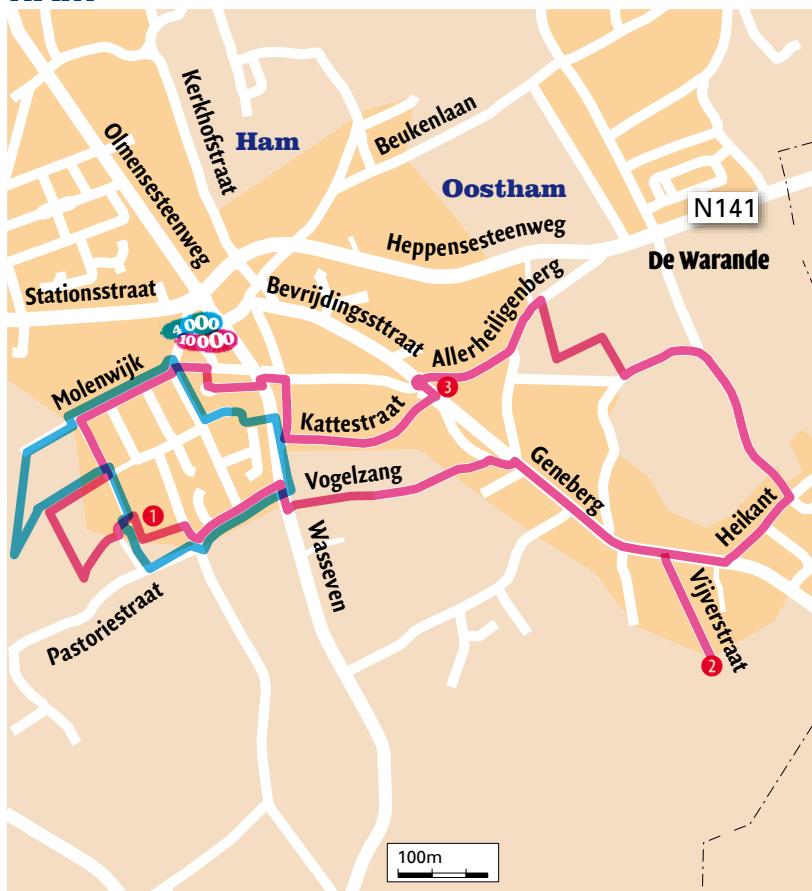 Kerkhofstraat
Olmensesteenweg
Ham
Beukenlaan
Oostham
N141
Heppensesteenweg
De Warande
Stationsstraat
Bevrijdingssttraat
Allerheiligenberg
4000
10000
Molenwijk
3
Kattestraat
Vogelzang
Geneberg
1
Heikant
Wasseven
Vijverstraat
Pastoriestraat
2
100m